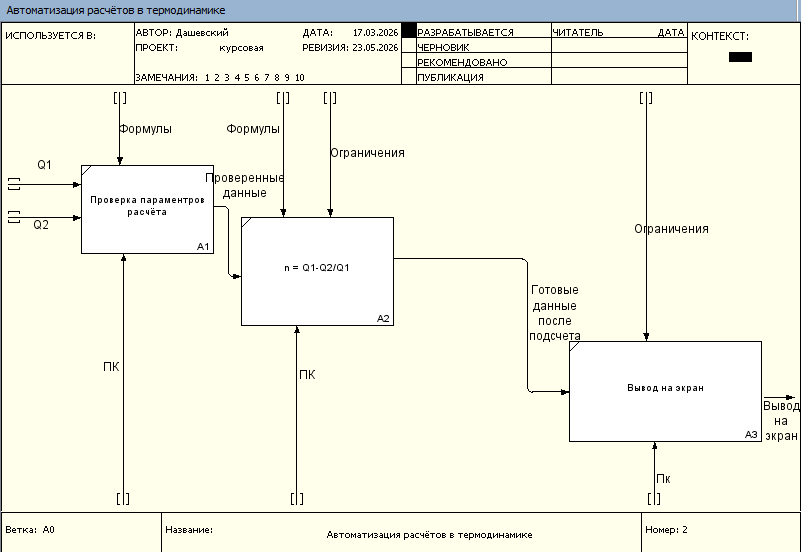 Автоматизация расчётов в термодинамике
ИСПОЛЬЗУЕТСЯ В:
АВТОР: Дашевский
ДАТА: 17.03.2026
ПРОЕКТ: курсовая
РЕВИЗИЯ: 23.05.2026
ЗАМЕЧАНИЯ: 1 2 3 4 5 6 7 8 9 10
РАЗРАБАТЫВАЕТСЯ
ЧЕРНОВИК
РЕКОМЕНДОВАНО
ПУБЛИКАЦИЯ
ЧИТАТЕЛЬ ДАТА
КОНТЕКСТ:
Формулы
Формулы
Ограничения
Ограничения
Q1
Q2
Проверка параментров
расчёта
A1
Проверенные
данные
n = Q1-Q2/Q1
A2
Готовые
данные
после
подсчета
Вывод на экран
A3
Вывод
на
экран
ПК
ПК
Пк
Ветка: A0
Название:
Автоматизация расчётов в термодинамике
Номер: 2